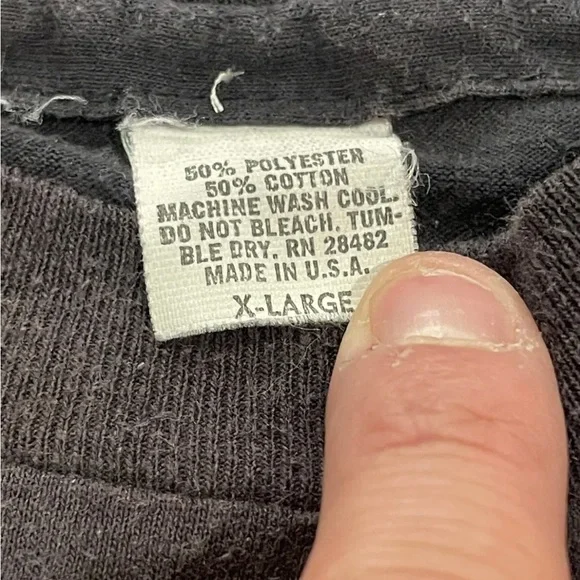 50% POLYESTER
50% COTTON
MACHINE WASH COOL.
DO NOT BLEACH. TUM-
BLE DRY. RN 28482
MADE IN U.S.A.
X-LARGE